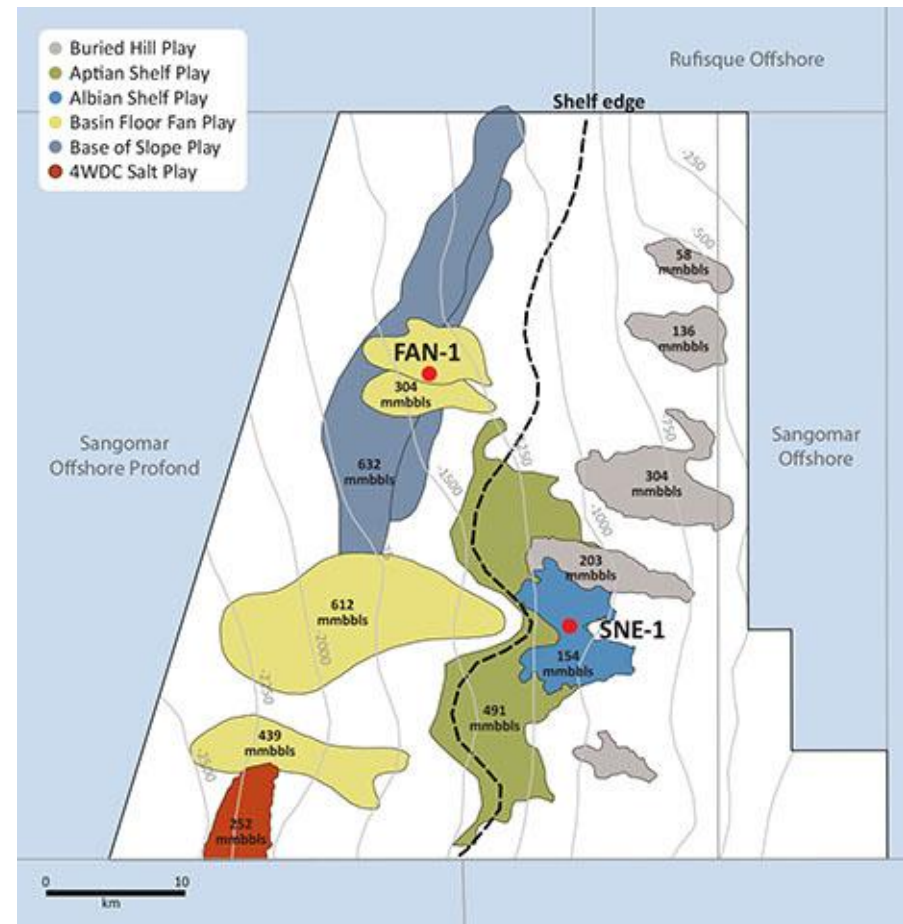 Buried Hill Play
Aptian Shelf Play
Albian Shelf Play
Basin Floor Fan Play
Base of Slope Play
4WDC Salt Play
Rufisque Offshore
Shelf edge
-250
-500
58
mmbbls
136
mmbbls
FAN-1
304
mmbbls
Sangomar
Offshore Profond
Sangomar
Offshore
632
mmbbls
-1500
-750
304
mmbbls
-1000
203
mmbbls
612
mmbbls
-2000
SNE-1
154
mmbbls
491
mmbbls
439
mmbbls
252
mmbbls
0
10
km